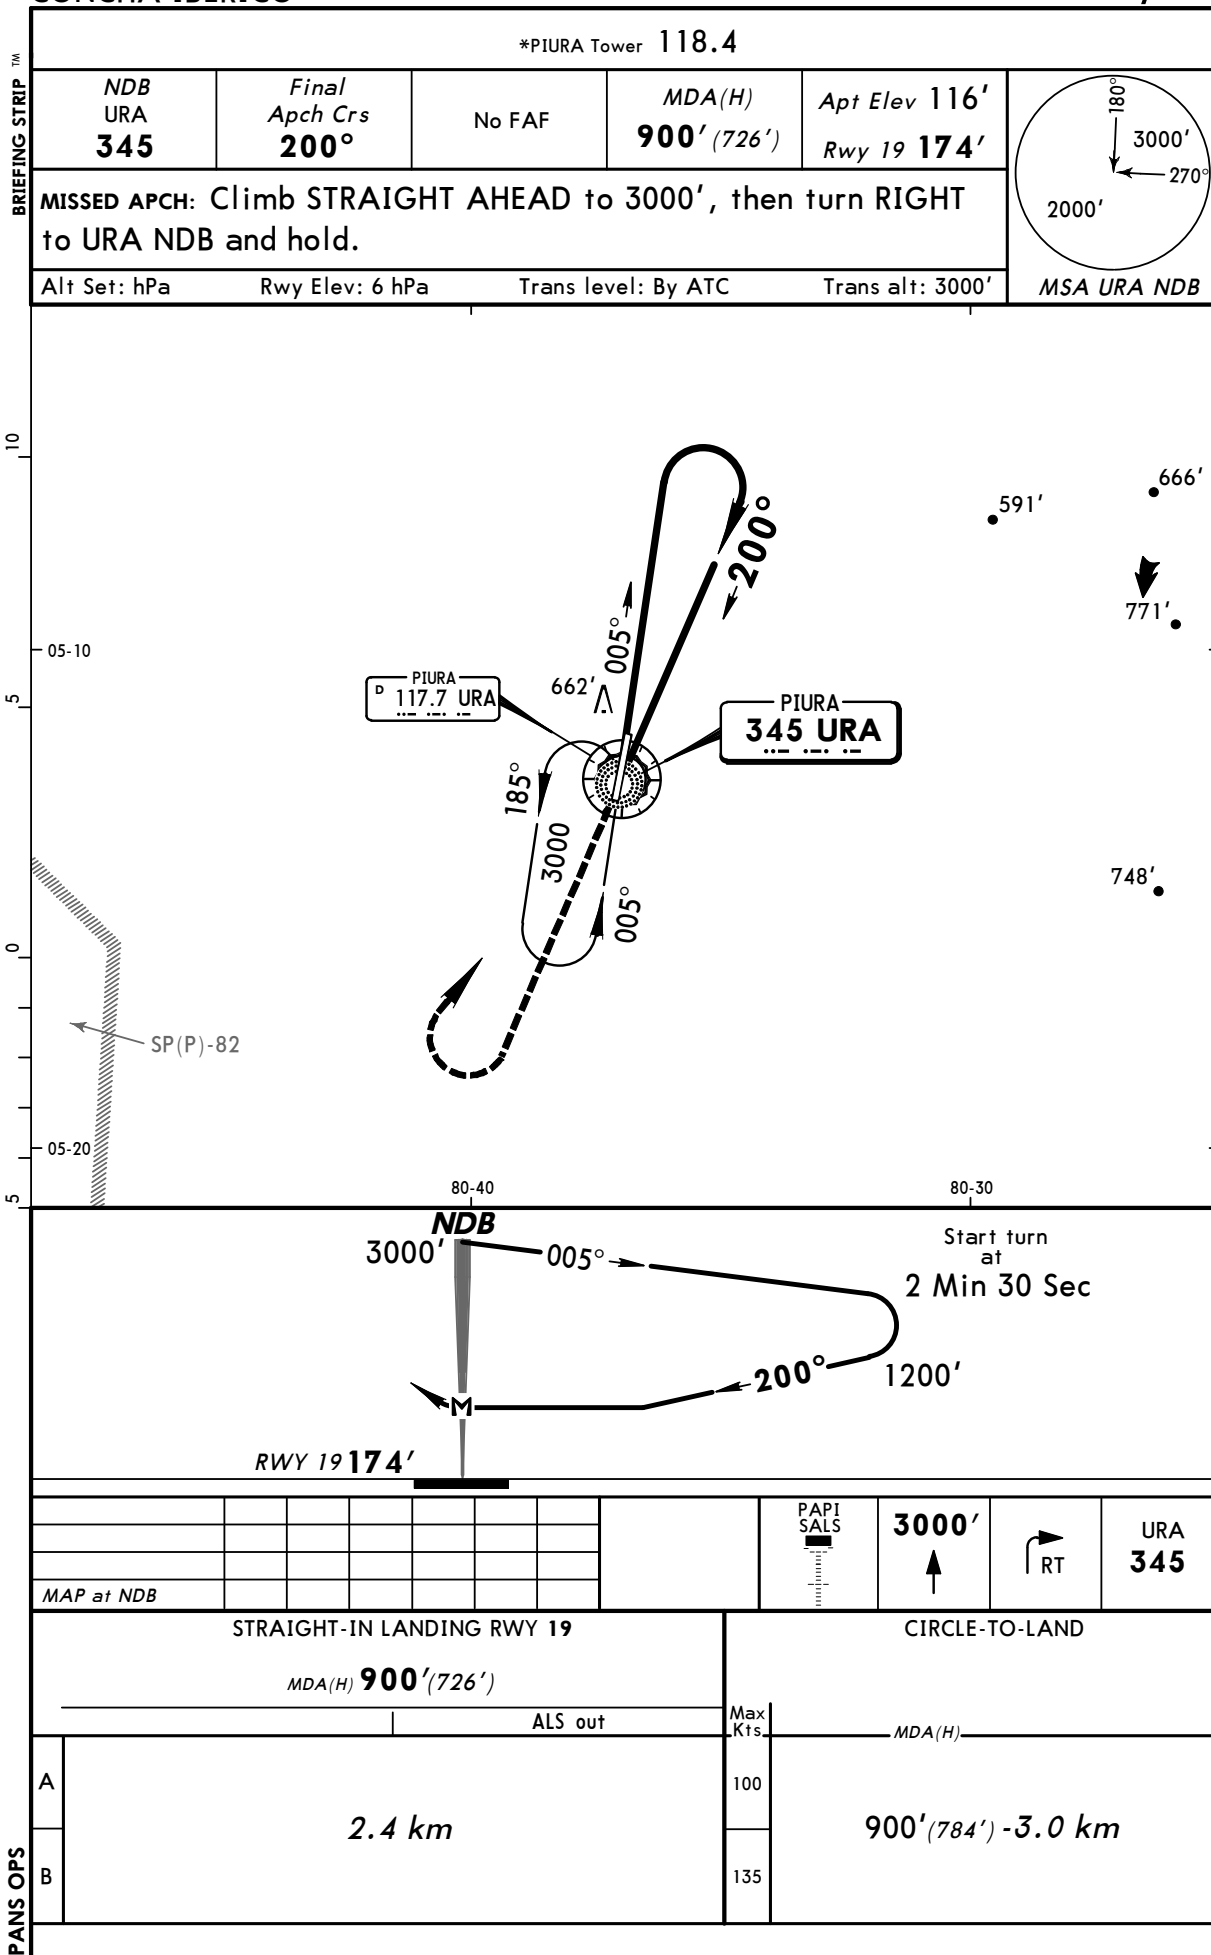 *PIURA Tower 118.4
BRIEFING STRIP TM
NDB
URA
345
Final
Apch Crs
200°
No FAF
MDA(H)
900' (726')
Apt Elev 116'
Rwy 19 174'
MISSED APCH: Climb STRAIGHT AHEAD to 3000', then turn RIGHT
to URA NDB and hold.
Alt Set: hPa Rwy Elev: 6 hPa Trans level: By ATC Trans alt: 3000'
180°
3000'
270°
2000'
MSA URA NDB
10
5
0
5
05-10
05-20
80-40
80-30
666'
591'
771'
748'
200°
005°
662'
PIURA
D 117.7 URA
PIURA
345 URA
185°
3000
005°
SP(P)-82
NDB
3000'
005°
Start turn
at
2 Min 30 Sec
200°
1200'
M
RWY 19 174'
MAP at NDB
PAPI
SALS
3000'
RT
URA
345
STRAIGHT-IN LANDING RWY 19
MDA(H) 900'(726')
ALS out
CIRCLE-TO-LAND
Max
Kts
MDA(H)
A
B
2.4 km
100
135
900'(784') -3.0 km
PANS OPS